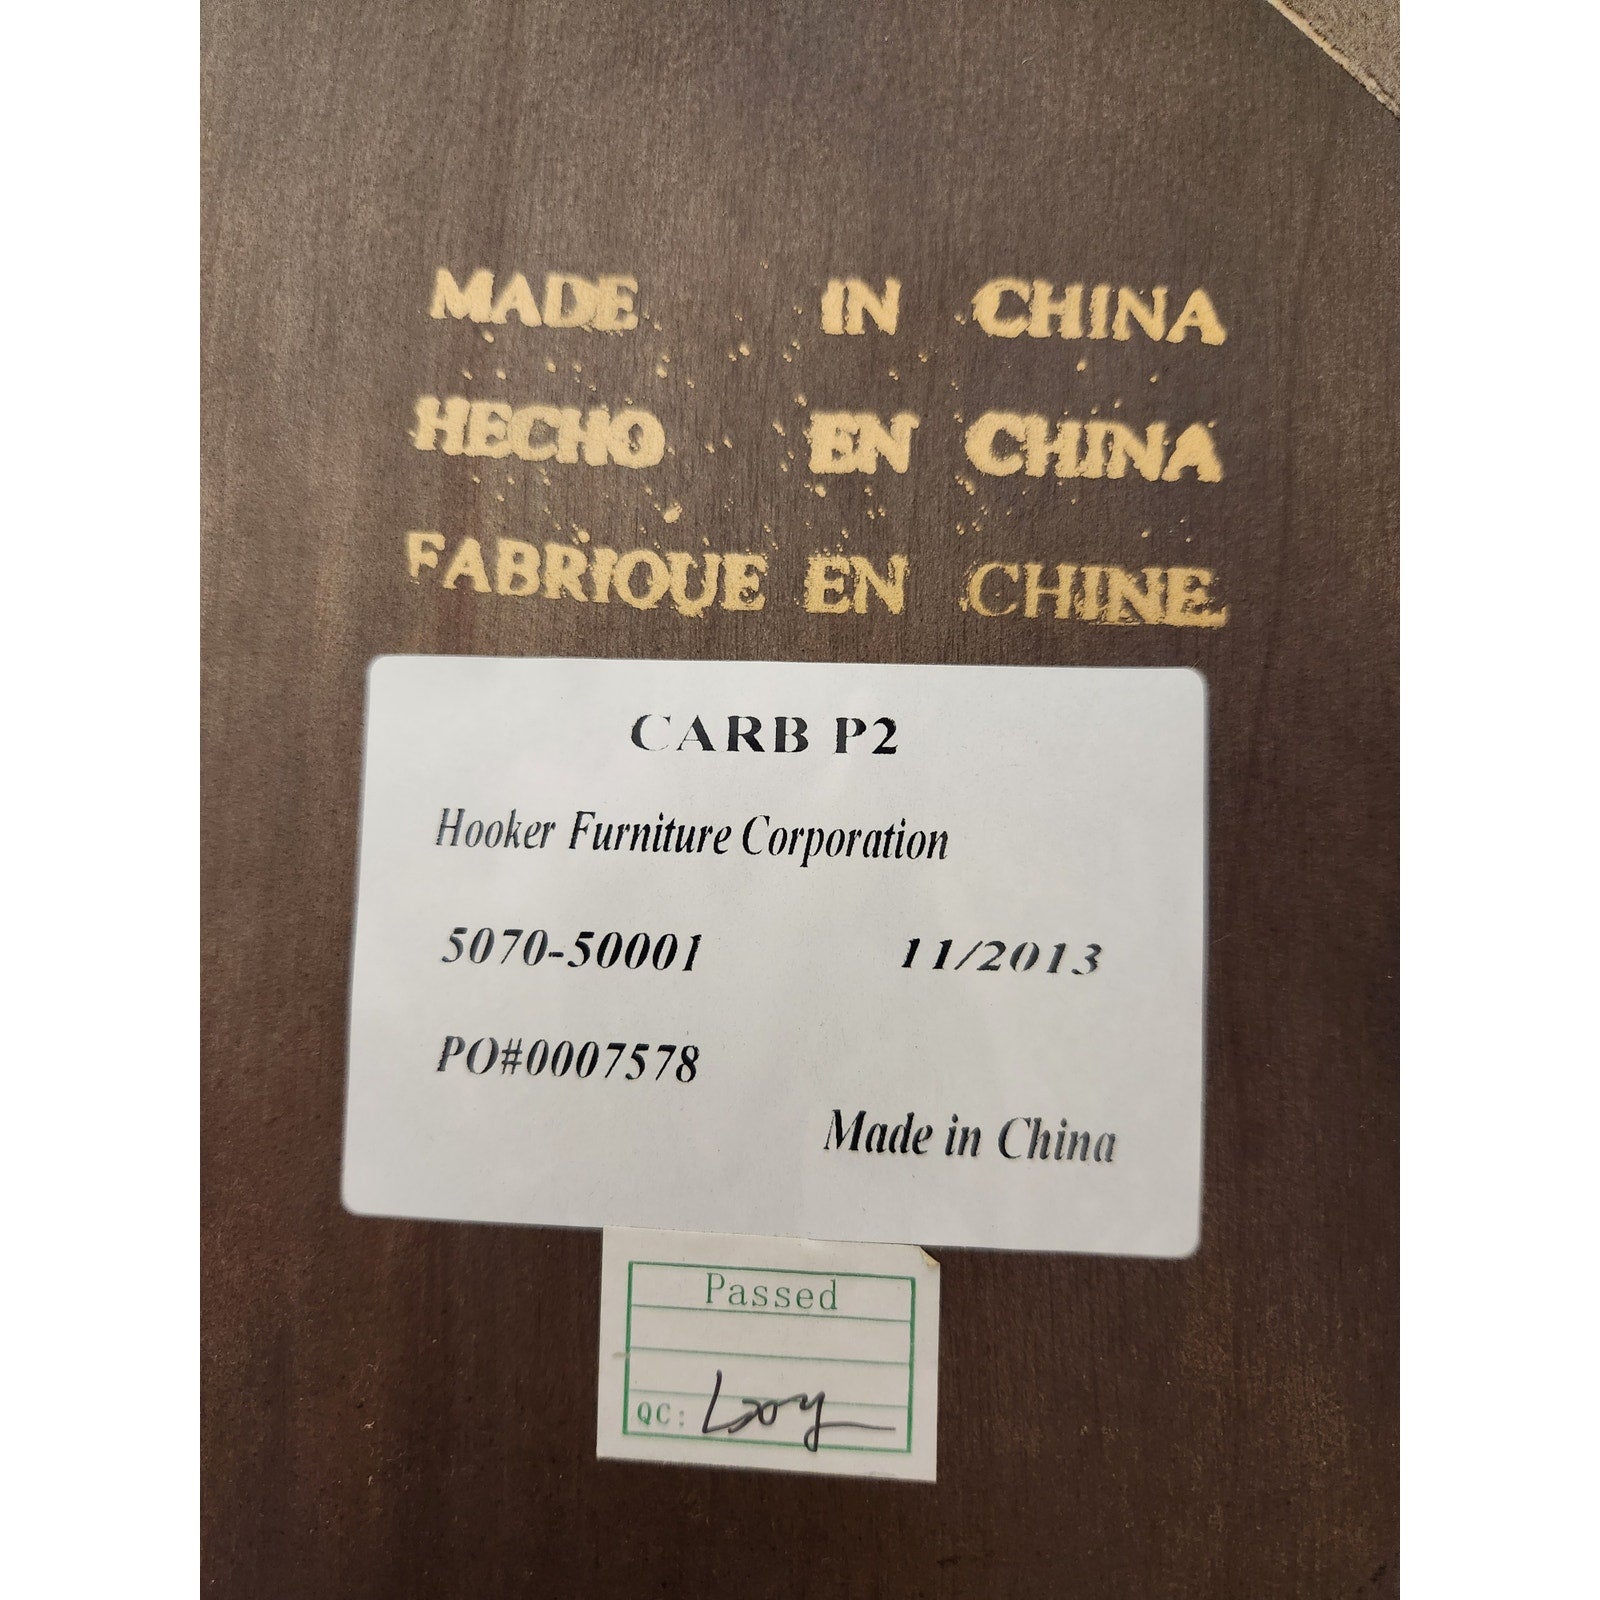 MADE IN CHINA
HECHO EN CHINA
FABRIQUE EN CHINE
CARB P2
Hooker Furniture Corporation
5070-50001 11/2013
PO#0007578
Made in China
Passed
QC: